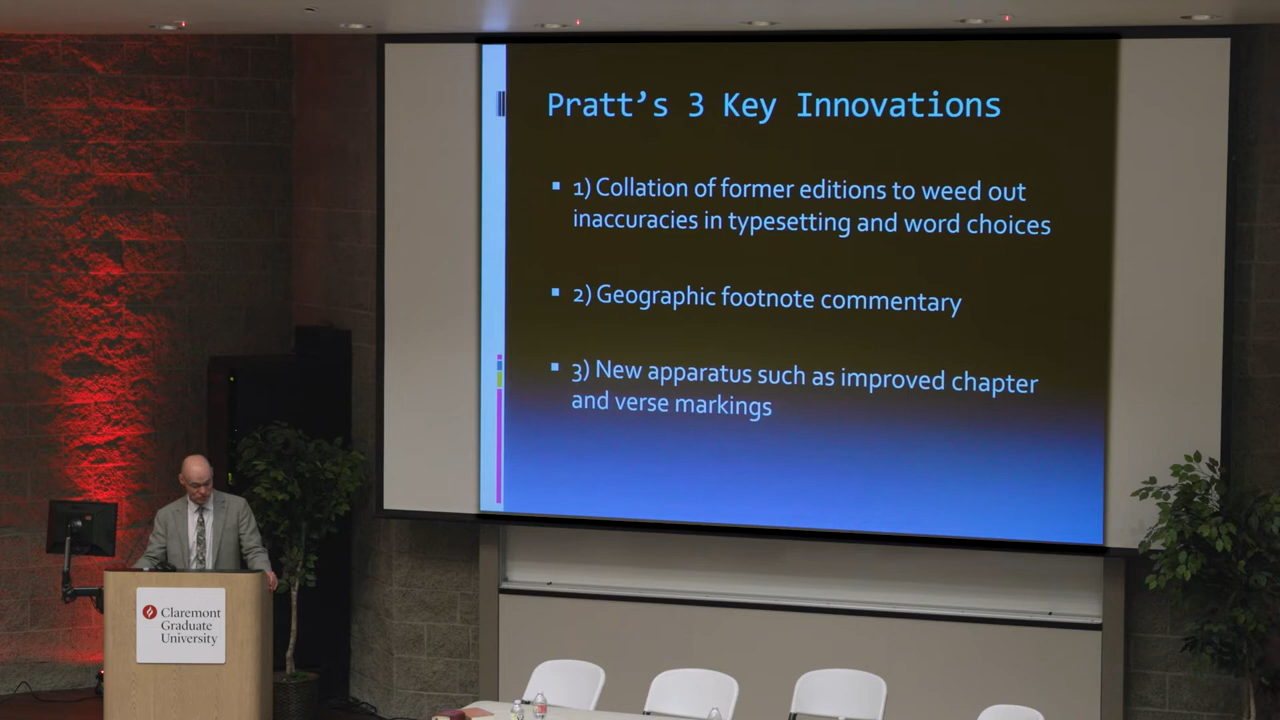 Pratt's 3 Key Innovations
1) Collation of former editions to weed out
inaccuracies in typesetting and word choices
2) Geographic footnote commentary
3) New apparatus such as improved chapter
and verse markings
Claremont
Graduate
University